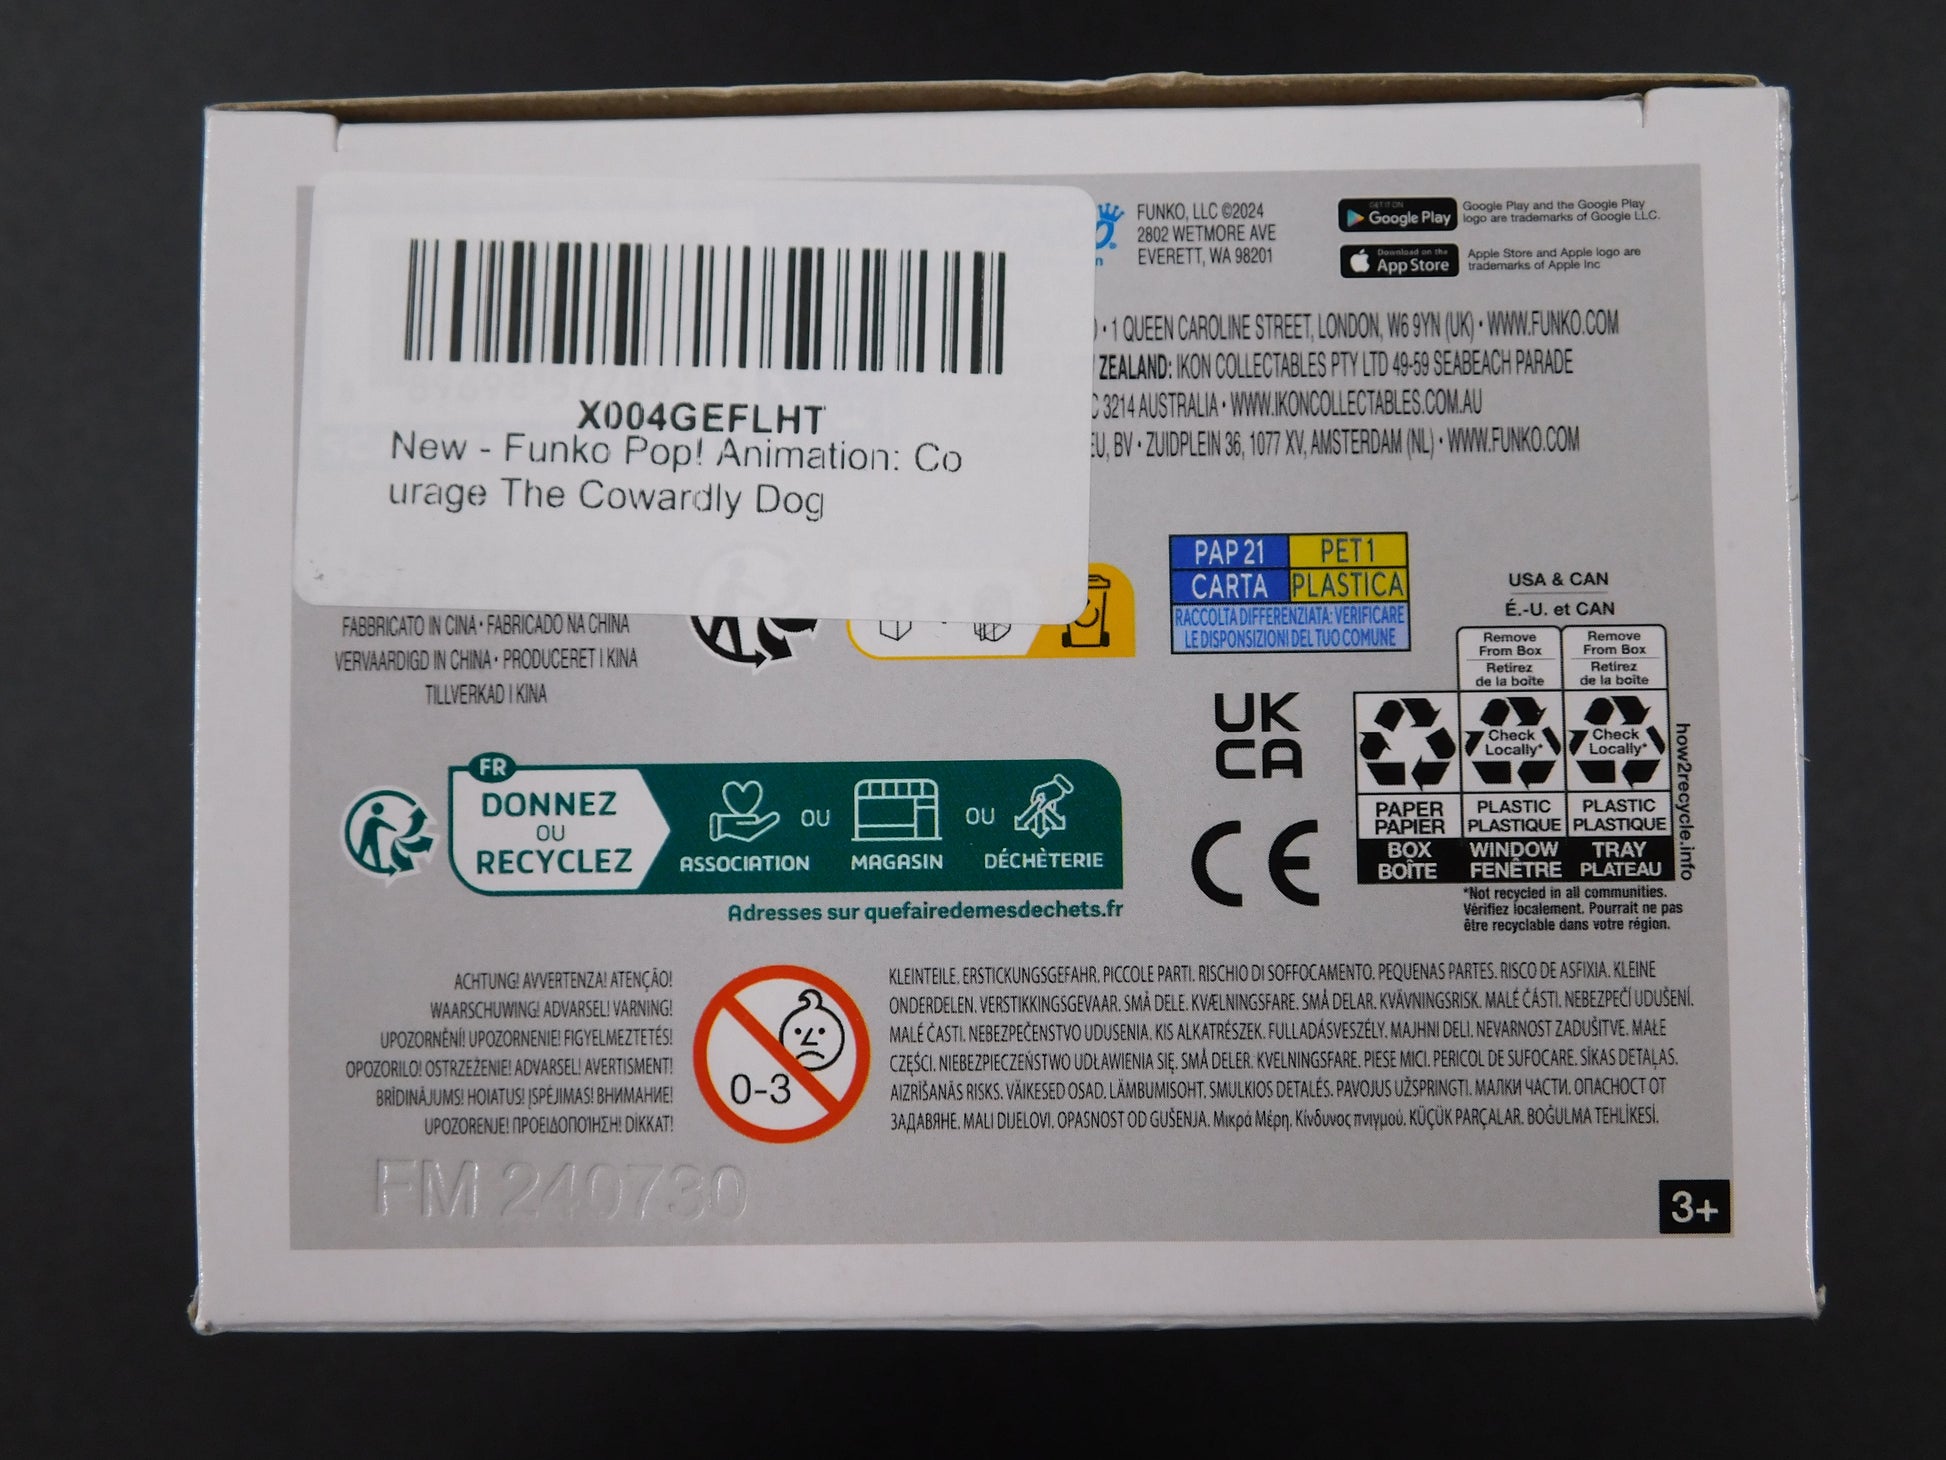 X004GEFLHT
New - Funko Pop! Animation: Co
urage The Cowardly Dog
FUNKO, LLC ©2024
2802 WETMORE AVE
EVERETT, WA 98201
GET IT ON
Google Play
Google Play and the Google Play
logo are trademarks of Google LLC.
Download on the
App Store
Apple Store and Apple logo are
trademarks of Apple Inc
) • 1 QUEEN CAROLINE STREET, LONDON, W6 9YN (UK) • WWW.FUNKO.COM
ZEALAND: IKON COLLECTABLES PTY LTD 49-59 SEABEACH PARADE
C 3214 AUSTRALIA • WWW.IKONCOLLECTABLES.COM.AU
EU, BV • ZUIDPLEIN 36, 1077 XV, AMSTERDAM (NL) • WWW.FUNKO.COM
FABBRICATO IN CINA • FABRICADO NA CHINA
VERVAARDIGD IN CHINA • PRODUCERET I KINA
TILLVERKAD I KINA
PAP 21
PET 1
CARTA
PLASTICA
RACCOLTA DIFFERENZIATA: VERIFICARE
LE DISPONSIZIONI DEL TUO COMUNE
USA & CAN
É.-U. et CAN
Remove
From Box
Retirez
de la boîte
Remove
From Box
Retirez
de la boîte
Check
Locally*
Check
Locally*
PAPER
PAPIER
PLASTIC
PLASTIQUE
PLASTIC
PLASTIQUE
BOX
BOÎTE
WINDOW
FENÊTRE
TRAY
PLATEAU
how2recycle.info
*Not recycled in all communities.
Vérifiez localement. Pourrait ne pas
être recyclable dans votre région.
UK
CA
CE
FR
DONNEZ
OU
RECYCLEZ
ASSOCIATION
OU
MAGASIN
OU
DÉCHÈTERIE
Adresses sur quefairedemesdechets.fr
ACHTUNG! AVVERTENZA! ATENÇÃO!
WAARSCHUWING! ADVARSEL! VARNING!
UPOZORNĚNÍ! UPOZORNENIE! FIGYELMEZTETÉS!
OPOZORILO! OSTRZEŻENIE! ADVARSEL! AVERTISMENT!
BRĪDINĀJUMS! HOIATUS! ĮSPĖJIMAS! ВНИМАНИЕ!
UPOZORENJE! ΠΡΟΕΙΔΟΠΟΊΗΣΗ! DİKKAT!
0-3
KLEINTEILE. ERSTICKUNGSGEFAHR. PICCOLE PARTI. RISCHIO DI SOFFOCAMENTO. PEQUENAS PARTES. RISCO DE ASFIXIA. KLEINE
ONDERDELEN. VERSTIKKINGSGEVAAR. SMÅ DELE. KVÆLNINGSFARE. SMÅ DELAR. KVÄVNINGSRISK. MALÉ ČÁSTI. NEBEZPEČÍ UDUŠENÍ.
MALÉ ČASTI. NEBEZPEČENSTVO UDUSENIA. KIS ALKATRÉSZEK. FULLADÁSVESZÉLY. MAJHNI DELI. NEVARNOST ZADUŠITVE. MAŁE
CZĘŚCI. NIEBEZPIECZEŃSTWO UDŁAWIENIA SIĘ. SMÅ DELER. KVELNINGSFARE. PIESE MICI. PERICOL DE SUFOCARE. SĪKAS DETAĻAS.
AIZRĪŠANĀS RISKS. VÄIKESED OSAD. LÄMBUMISOHT. SMULKIOS DETALĖS. PAVOJUS UŽSPRINGTI. МАЛКИ ЧАСТИ. ОПАСНОСТ ОТ
ЗАДАВЯНЕ. MALI DIJELOVI. OPASNOST OD GUŠENJA. Μικρά Μέρη. Κίνδυνος πνιγμού. KÜÇÜK PARÇALAR. BOĞULMA TEHLİKESİ.
FM 240730
3+